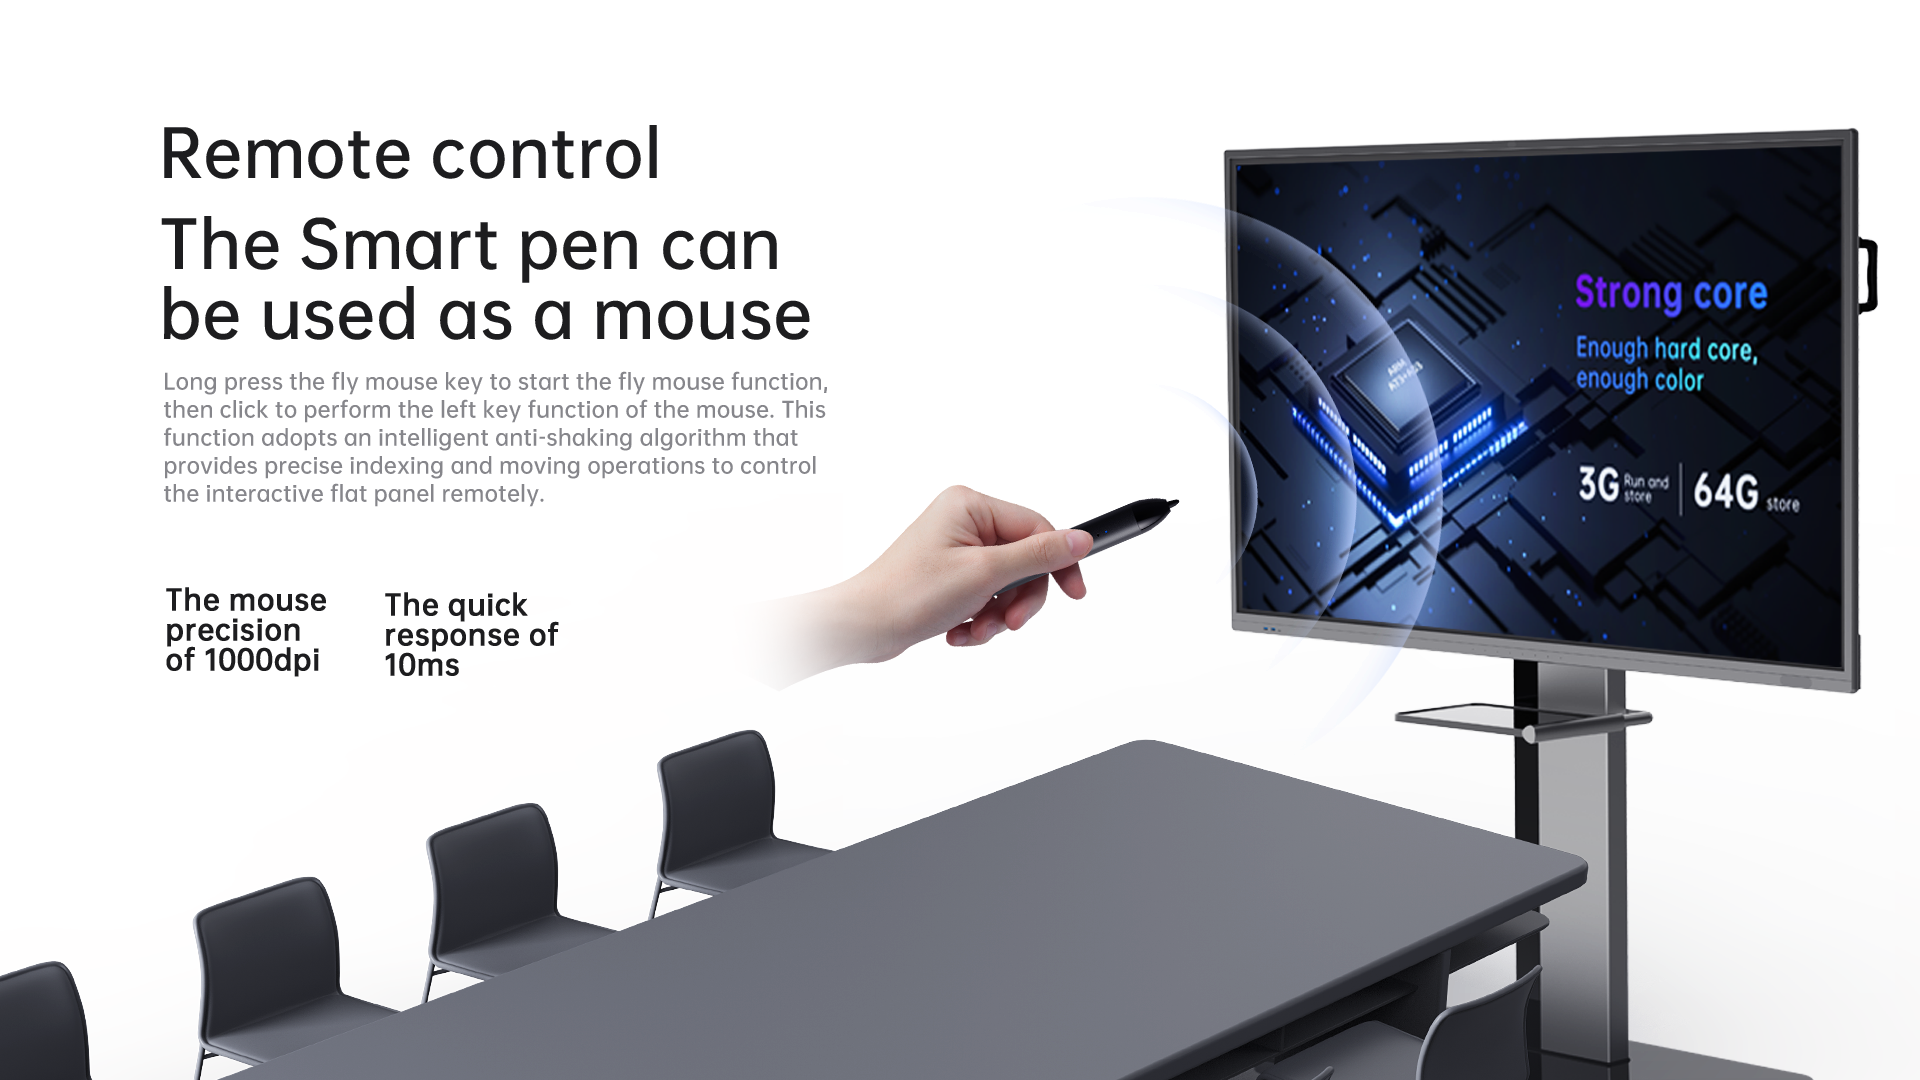 Remote control
The Smart pen can
be used as a mouse
Long press the fly mouse key to start the fly mouse function,
then click to perform the left key function of the mouse. This
function adopts an intelligent anti-shaking algorithm that
provides precise indexing and moving operations to control
the interactive flat panel remotely.
The mouse
precision
of 1000dpi
The quick
response of
10ms
Strong core
Enough hard core,
enough color
3G Run and
store
64G store